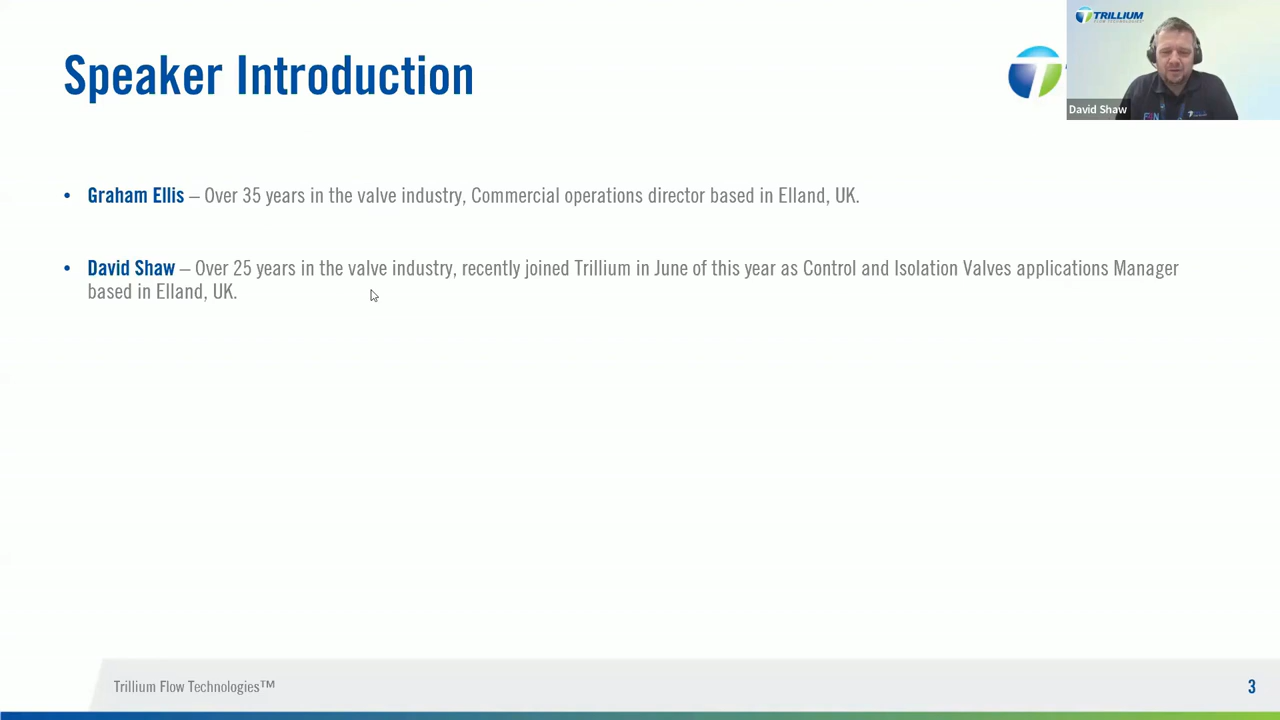 TRILLIUM
FLOW TECHNOLOGIES
Speaker Introduction
David Shaw
• Graham Ellis – Over 35 years in the valve industry, Commercial operations director based in Elland, UK.
• David Shaw – Over 25 years in the valve industry, recently joined Trillium in June of this year as Control and Isolation Valves applications Manager
based in Elland, UK.
Trillium Flow Technologies™
3